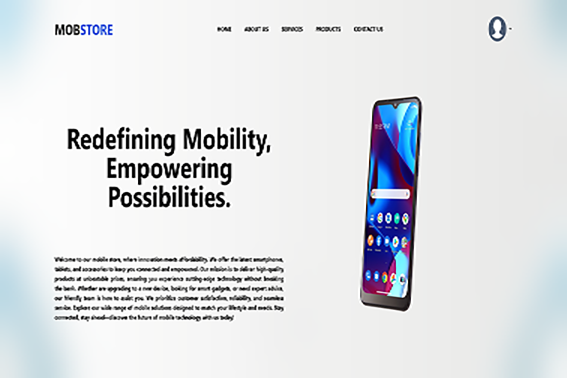 MOBSTORE
HOME ABOUT US SERVICES PRODUCTS CONTACT US
Redefining Mobility,
Empowering
Possibilities.
Welcome to our mobile store, where innovation meets affordability. We offer the latest smartphones,
tablets, and accessories to keep you connected and empowered. Our mission is to deliver high-quality
products at unbeatable prices, ensuring you experience cutting-edge technology without breaking
the bank. Whether are upgrading to a new device, looking for smart gadgets, or need expert advice,
our friendly team is here to assist you. We prioritize customer satisfaction, reliability, and seamless
service. Explore our wide range of mobile solutions designed to match your lifestyle and needs. Stay
connected, stay ahead—discover the future of mobile technology with us today!